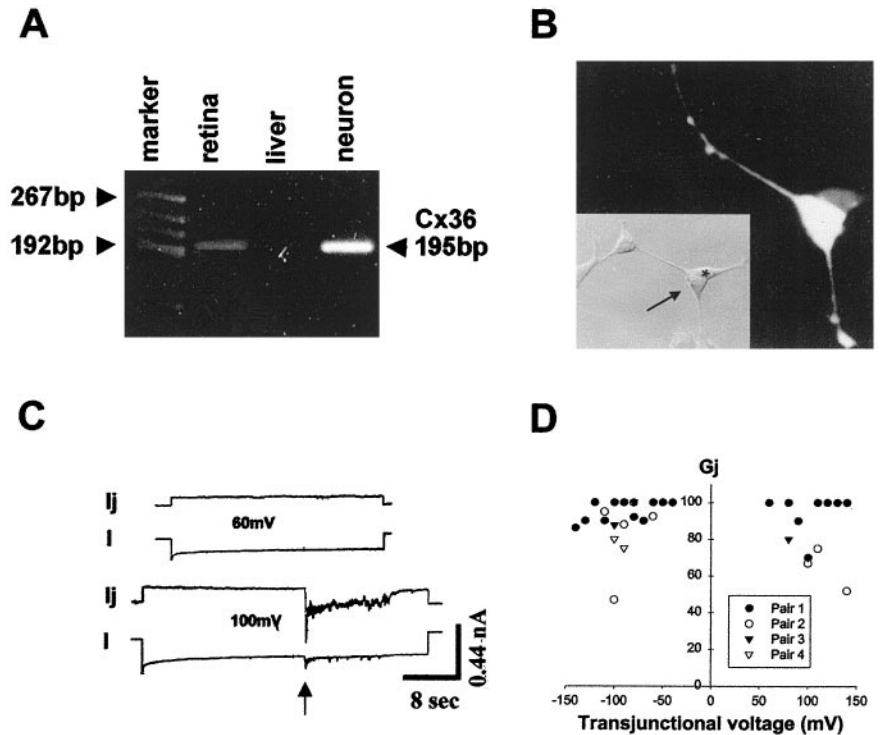 A
marker
retina
liver
neuron
267bp
192bp
Cx36
195bp
B
*
C
Ij
60mV
I
Ij
100mV
I
0.44 nA
8 sec
D
Gj
100
80
60
40
20
0
Pair 1
Pair 2
Pair 3
Pair 4
-150 -100 -50 0 50 100 150
Transjunctional voltage (mV)